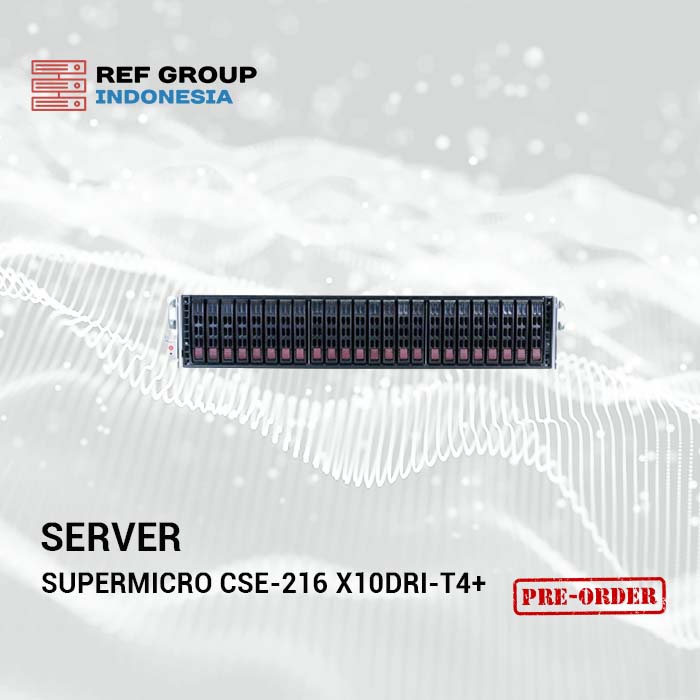 REF GROUP
INDONESIA
SERVER
SUPERMICRO CSE-216 X10DRI-T4+
PRE-ORDER